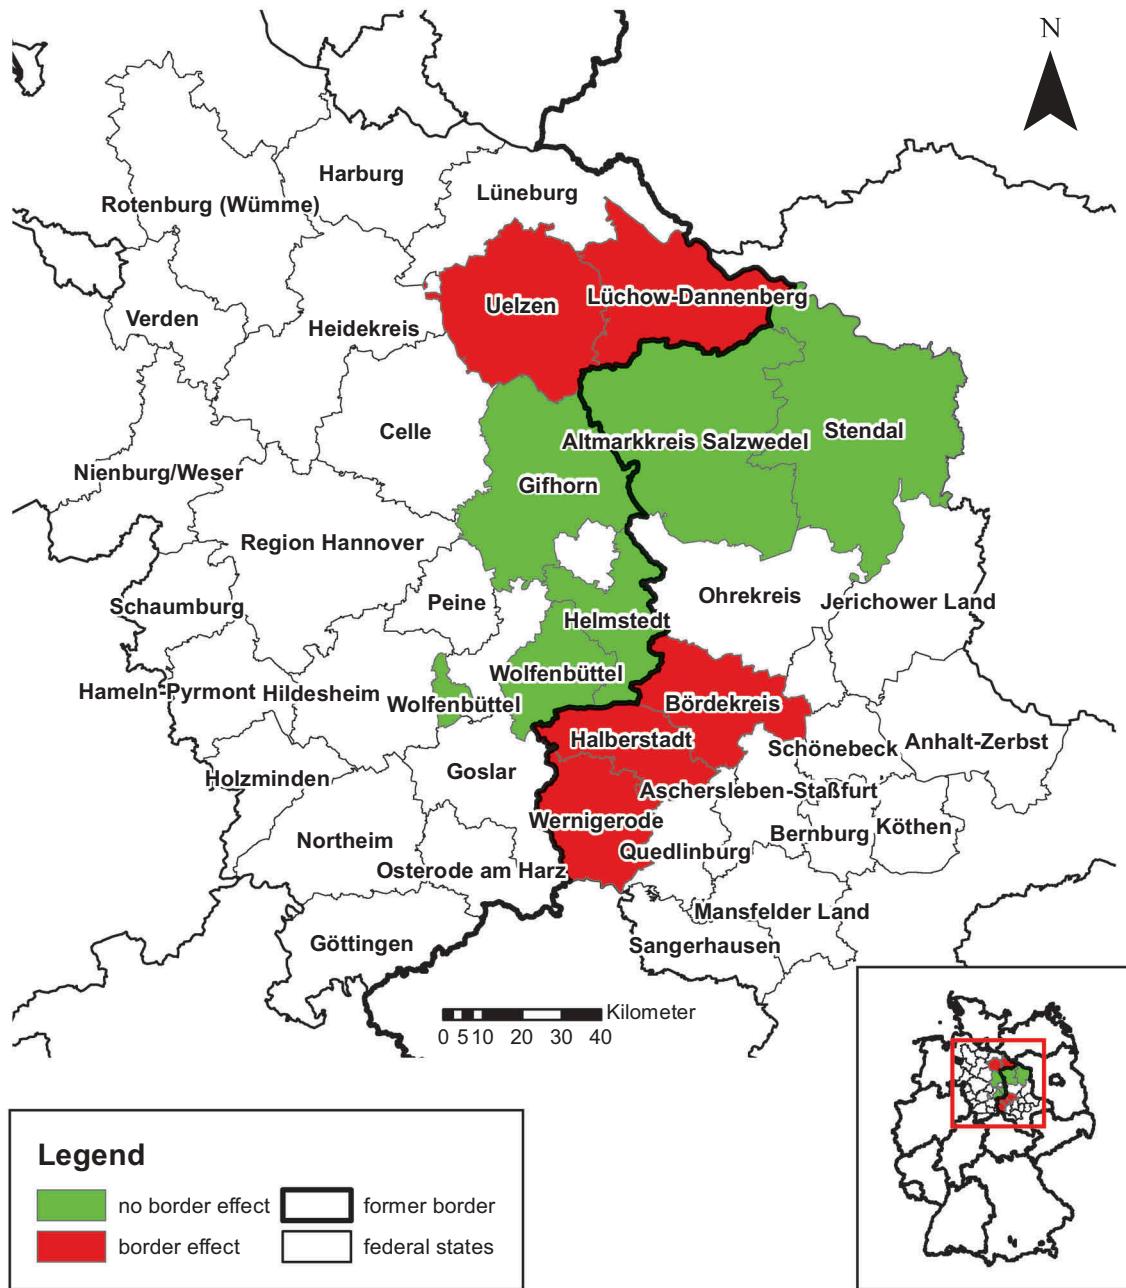 N
Harburg
Lüneburg
Rotenburg (Wümme)
Uelzen
Lüchow-Dannenberg
Verden
Heidekreis
Celle
Altmarkkreis Salzwedel
Stendal
Nienburg/Weser
Gifhorn
Region Hannover
Schaumburg
Peine
Ohrekreis
Jerichower Land
Helmstedt
Hameln-Pyrmont
Hildesheim
Wolfenbüttel
Wolfenbüttel
Bördekreis
Halberstadt
Schönebeck
Anhalt-Zerbst
Holzminden
Goslar
Aschersleben-Staßfurt
Wernigerode
Northeim
Bernburg
Köthen
Quedlinburg
Osterode am Harz
Mansfelder Land
Göttingen
Sangerhausen
Kilometer
0 5 10 20 30 40
Legend
no border effect
former border
border effect
federal states